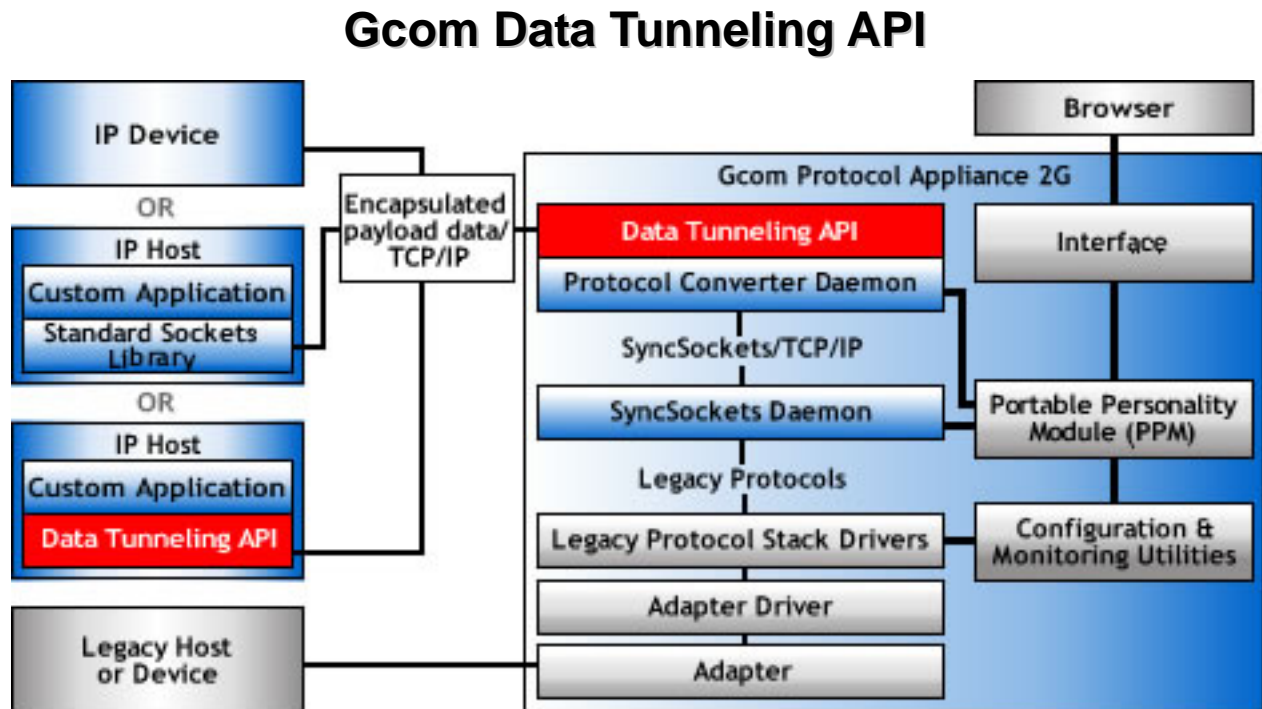 Gcom Data Tunneling API
IP Device
OR
IP Host
Custom Application
Standard Sockets
Library
OR
IP Host
Custom Application
Data Tunneling API
Legacy Host
or Device
Encapsulated
payload data/
TCP/IP
Gcom Protocol Appliance 2G
Data Tunneling API
Protocol Converter Daemon
SyncSockets/TCP/IP
SyncSockets Daemon
Legacy Protocols
Legacy Protocol Stack Drivers
Adapter Driver
Adapter
Browser
Interface
Portable Personality
Module (PPM)
Configuration &
Monitoring Utilities